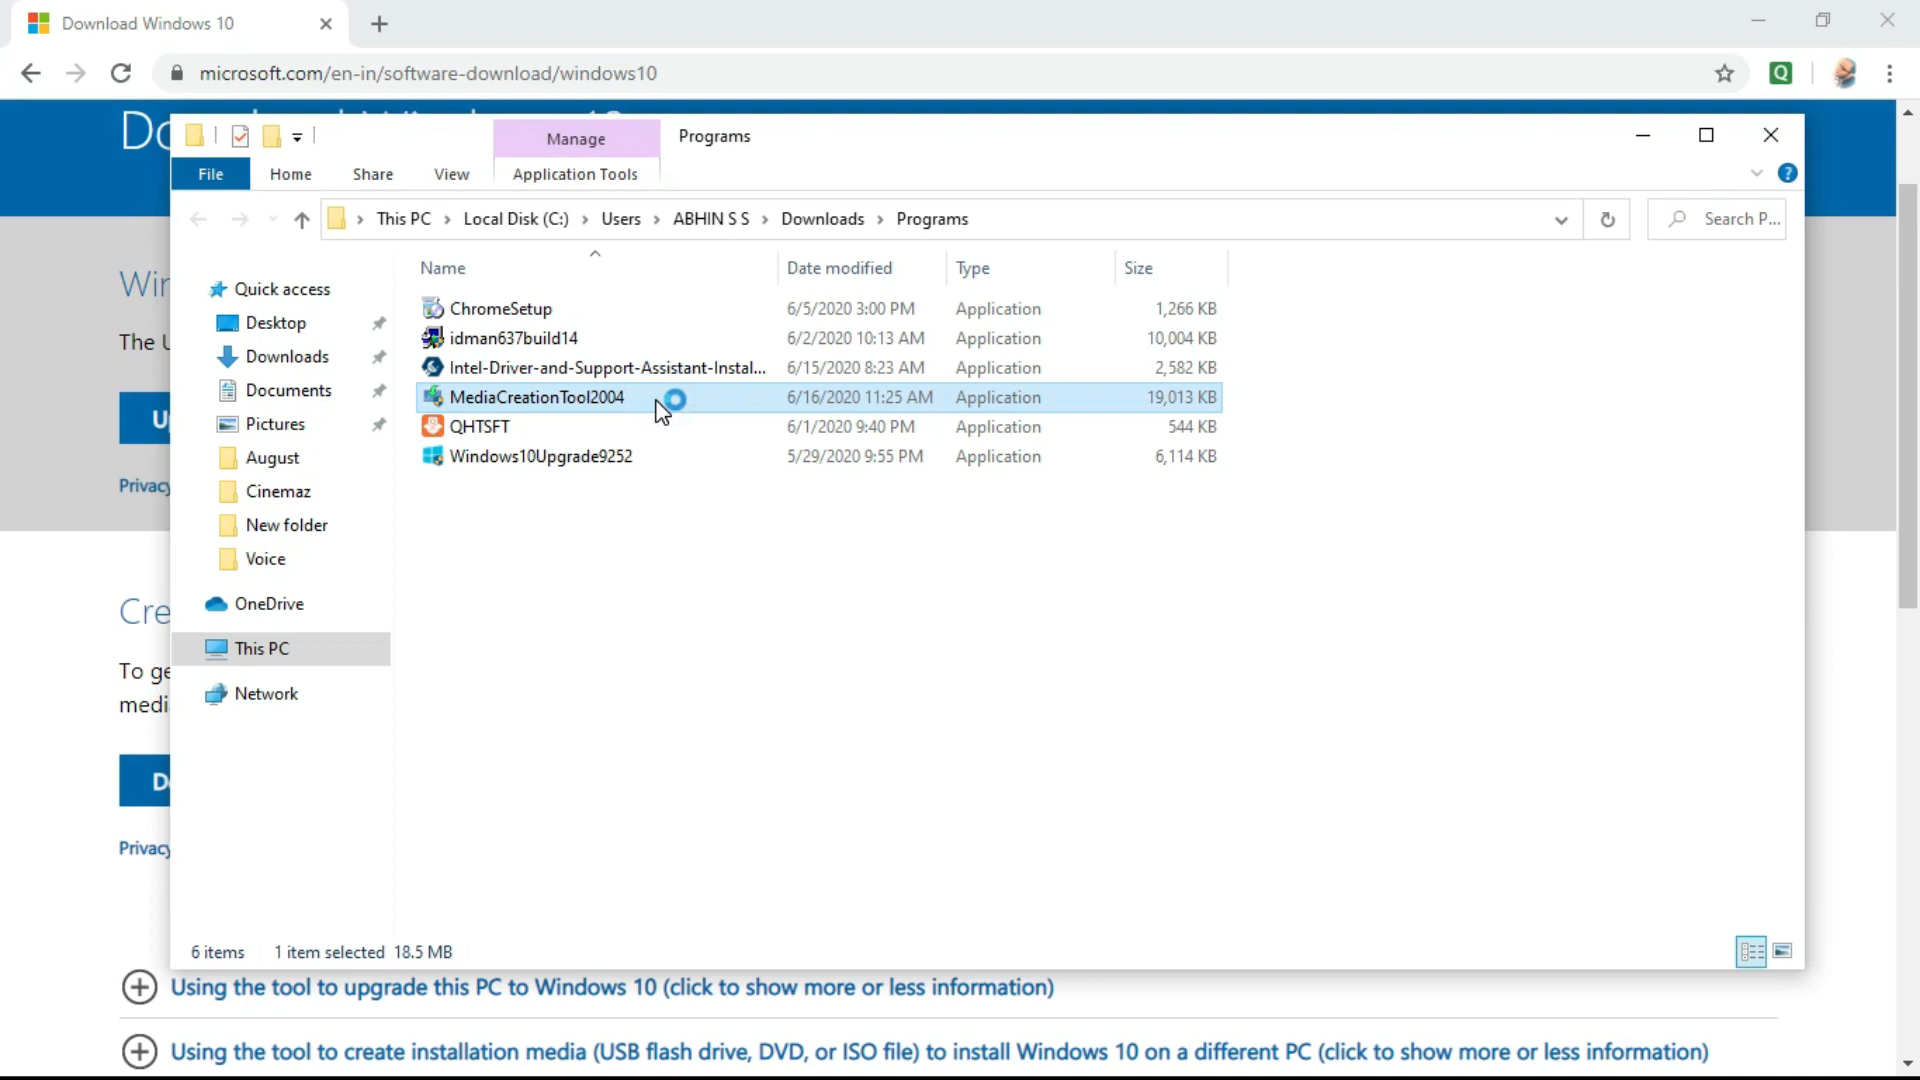 Download Windows 10
microsoft.com/en-in/software-download/windows10
Q
Manage
Programs
File
Home
Share
View
Application Tools
?
This PC > Local Disk (C:) > Users > ABHIN S S > Downloads > Programs
Search P...
Name
Date modified
Type
Size
Quick access
Desktop
Downloads
Documents
Pictures
August
Cinemaz
New folder
Voice
OneDrive
This PC
Network
ChromeSetup 6/5/2020 3:00 PM Application 1,266 KB
idman637build14 6/2/2020 10:13 AM Application 10,004 KB
Intel-Driver-and-Support-Assistant-Instal... 6/15/2020 8:23 AM Application 2,582 KB
MediaCreationTool2004 6/16/2020 11:25 AM Application 19,013 KB
QHTSFT 6/1/2020 9:40 PM Application 544 KB
Windows10Upgrade9252 5/29/2020 9:55 PM Application 6,114 KB
6 items 1 item selected 18.5 MB
The
Privacy
To
Privacy
Using the tool to upgrade this PC to Windows 10 (click to show more or less information)
Using the tool to create installation media (USB flash drive, DVD, or ISO file) to install Windows 10 on a different PC (click to show more or less information)